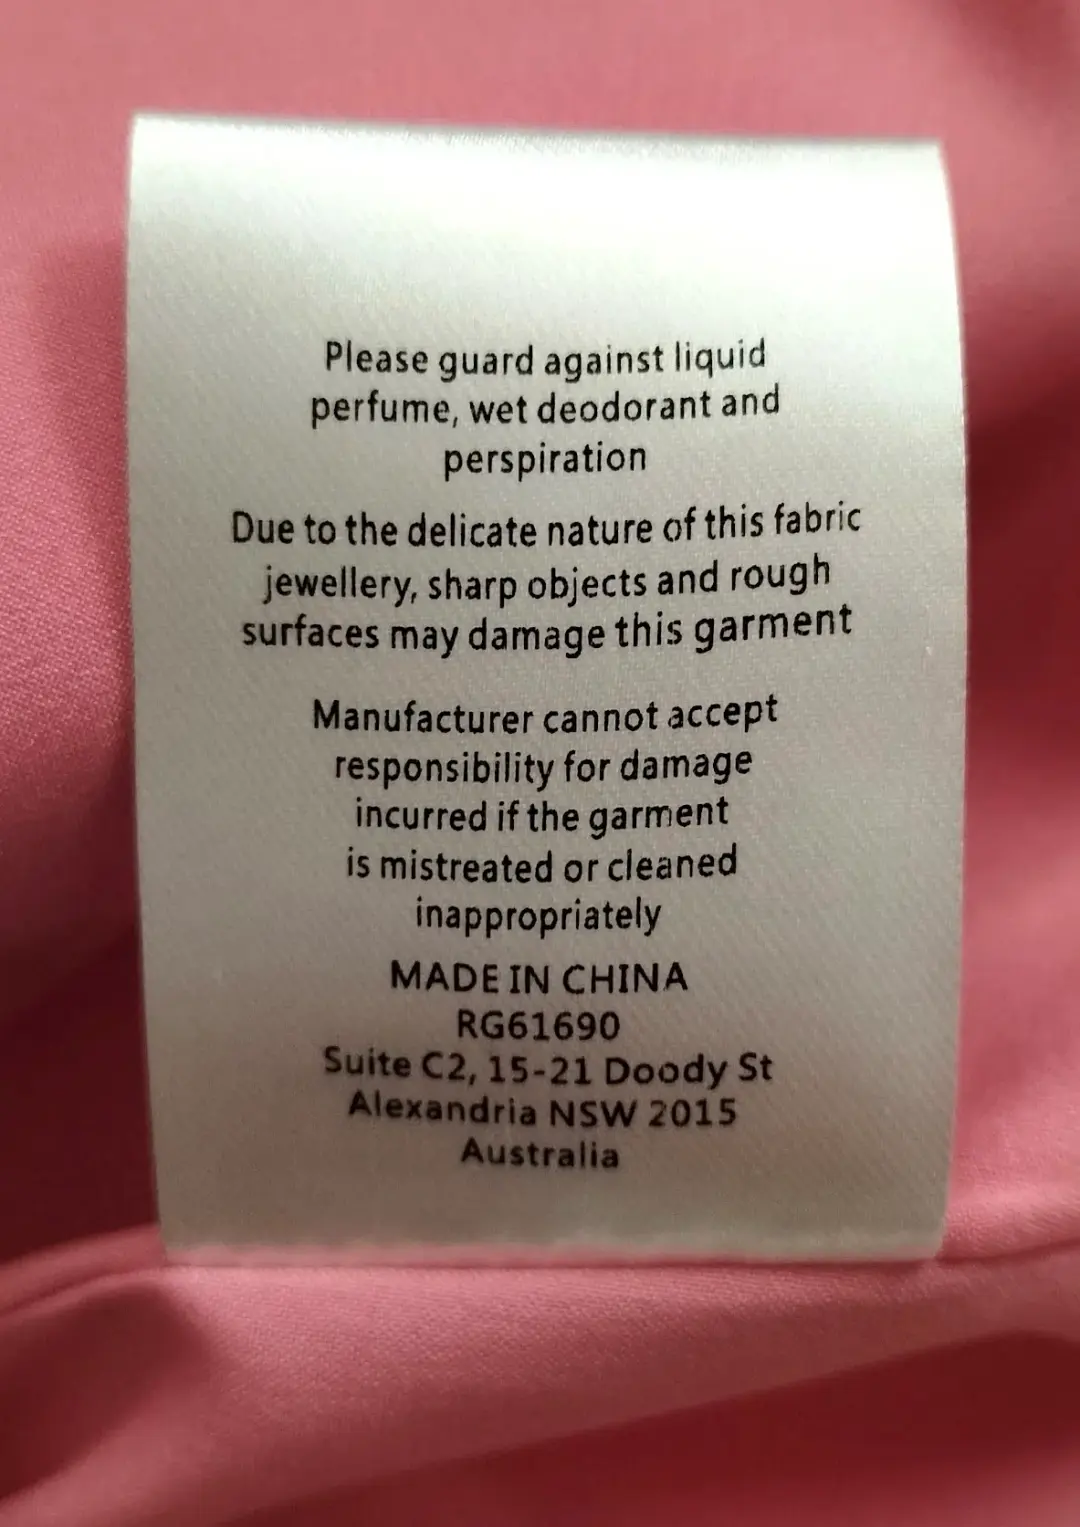 Please guard against liquid
perfume, wet deodorant and
perspiration
Due to the delicate nature of this fabric
jewellery, sharp objects and rough
surfaces may damage this garment
Manufacturer cannot accept
responsibility for damage
incurred if the garment
is mistreated or cleaned
inappropriately
MADE IN CHINA
RG61690
Suite C2, 15-21 Doody St
Alexandria NSW 2015
Australia